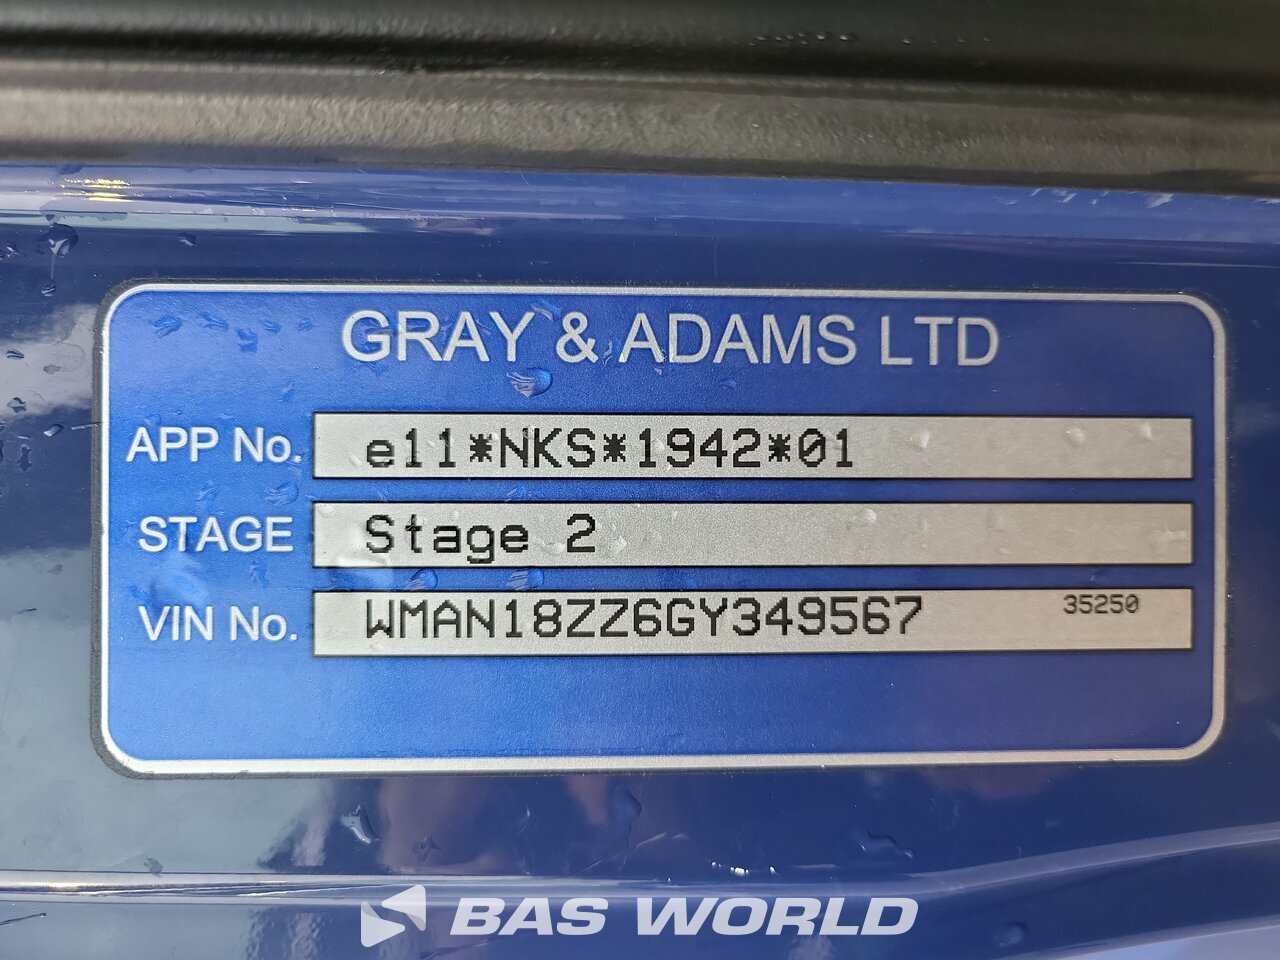 GRAY & ADAMS LTD
APP No. e11*NKS*1942*01
STAGE Stage 2
VIN No. WMAN18ZZ6GY349567 35250
BAS WORLD